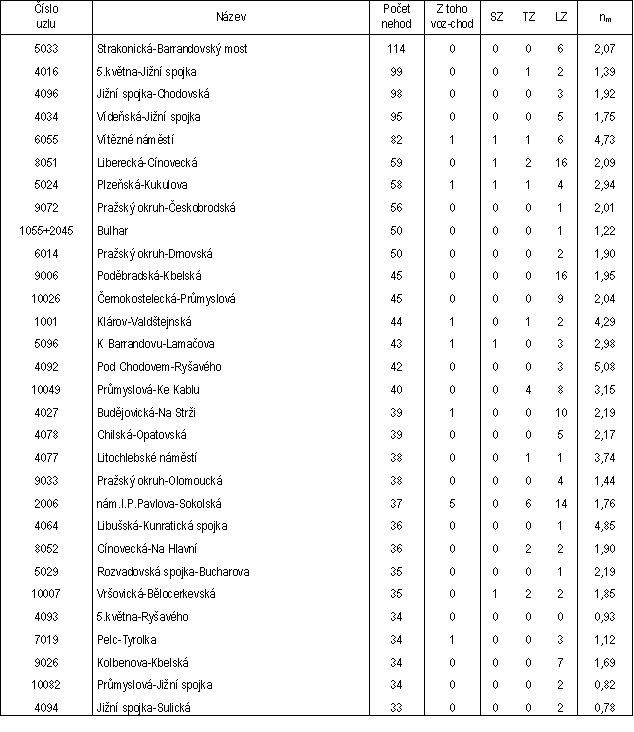 Číslo uzlu Název Počet nehod Z toho voz-chod SZ TZ LZ nm
5033 Strakonická-Barrandovský most 114 0 0 0 6 2,07
4016 5.května-Jižní spojka 99 0 0 1 2 1,39
4096 Jižní spojka-Chodovská 98 0 0 0 3 1,92
4034 Vídeňská-Jižní spojka 95 0 0 0 5 1,75
6055 Vítězné náměstí 82 1 1 1 6 4,73
8051 Liberecká-Cínovecká 59 0 1 2 16 2,09
5024 Plzeňská-Kukulova 58 1 1 1 4 2,94
9072 Pražský okruh-Českobrodská 56 0 0 0 1 2,01
1055+2045 Bulhar 50 0 0 0 1 1,22
6014 Pražský okruh-Drnovská 50 0 0 0 2 1,90
9006 Poděbradská-Kbelská 45 0 0 0 16 1,95
10026 Černokostelecká-Průmyslová 45 0 0 0 9 2,04
1001 Klárov-Valdštejnská 44 1 0 1 2 4,29
5096 K Barrandovu-Lamačova 43 1 1 0 3 2,98
4092 Pod Chodovem-Ryšavého 42 0 0 0 3 5,08
10049 Průmyslová-Ke Kablu 40 0 0 4 8 3,15
4027 Budějovická-Na Strži 39 1 0 0 10 2,19
4078 Chilská-Opatovská 39 0 0 0 5 2,17
4077 Litochlebské náměstí 38 0 0 1 1 3,74
9033 Pražský okruh-Olomoucká 38 0 0 0 4 1,44
2006 nám.I.P.Pavlova-Sokolská 37 5 0 6 14 1,76
4064 Libušská-Kunratická spojka 36 0 0 0 1 4,85
8052 Cínovecká-Na Hlavní 36 0 0 2 2 1,90
5029 Rozvadovská spojka-Bucharova 35 0 0 0 1 2,19
10007 Vršovická-Bělocerkevská 35 0 1 2 2 1,85
4093 5.května-Ryšavého 34 0 0 0 0 0,93
7019 Pelc-Tyrolka 34 1 0 0 3 1,12
9026 Kolbenova-Kbelská 34 0 0 0 7 1,69
10082 Průmyslová-Jižní spojka 34 0 0 0 2 0,82
4094 Jižní spojka-Sulická 33 0 0 0 2 0,78